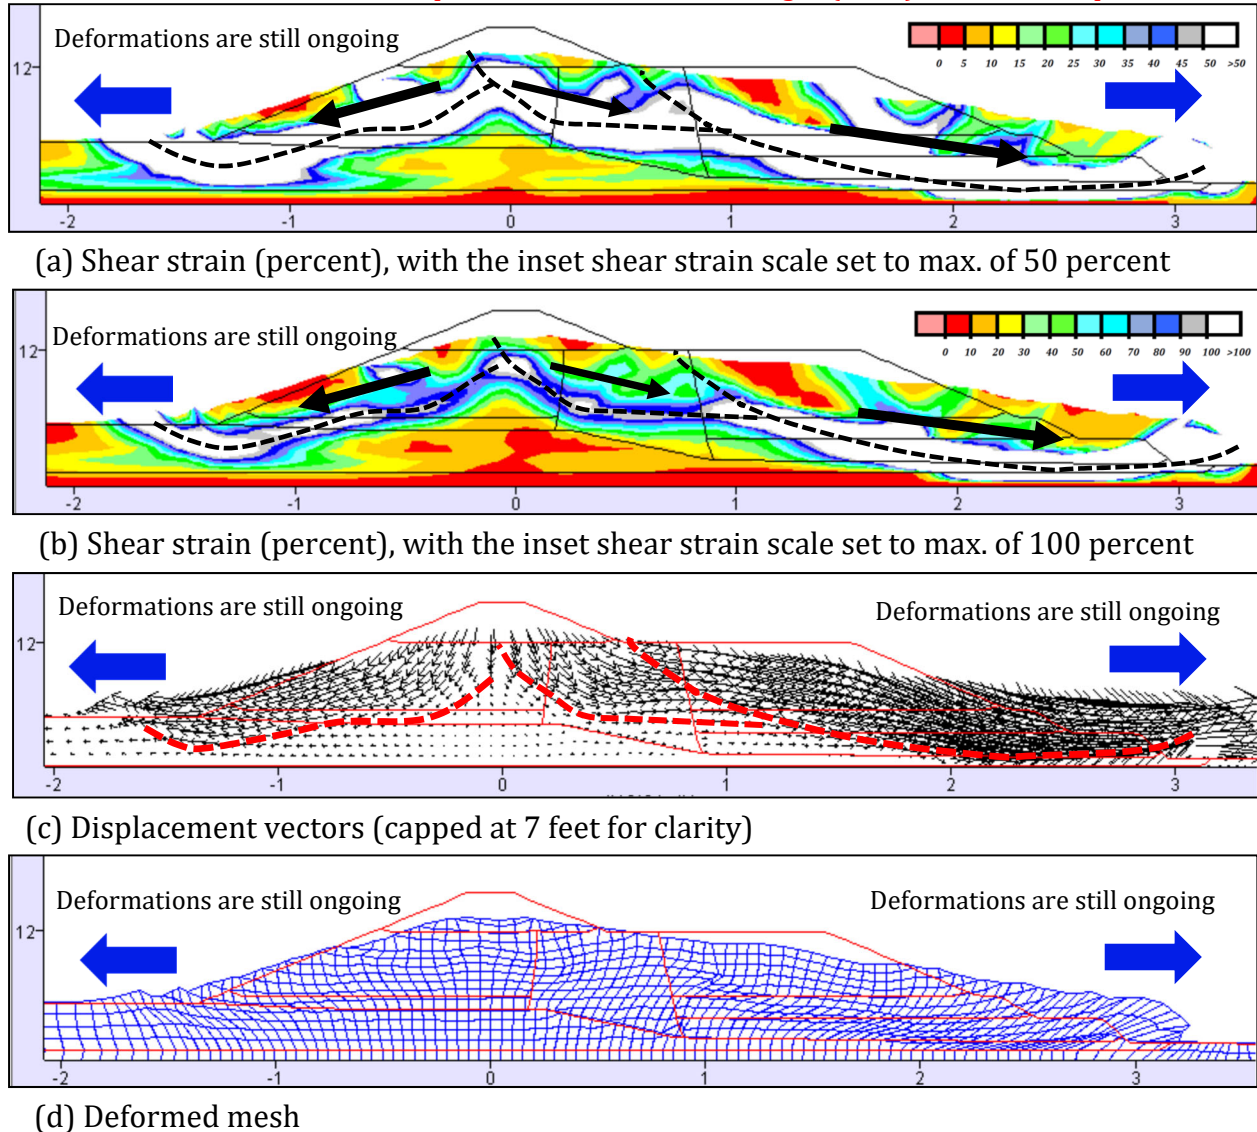 Deformations are still ongoing
0 5 10 15 20 25 30 35 40 45 50 >50
12
-2 -1 0 1 2 3
(a) Shear strain (percent), with the inset shear strain scale set to max. of 50 percent
Deformations are still ongoing
0 10 20 30 40 50 60 70 80 90 100 >100
12
-2 -1 0 1 2 3
(b) Shear strain (percent), with the inset shear strain scale set to max. of 100 percent
Deformations are still ongoing Deformations are still ongoing
12
-2 -1 0 1 2 3
(c) Displacement vectors (capped at 7 feet for clarity)
Deformations are still ongoing Deformations are still ongoing
12
-2 -1 0 1 2 3
(d) Deformed mesh